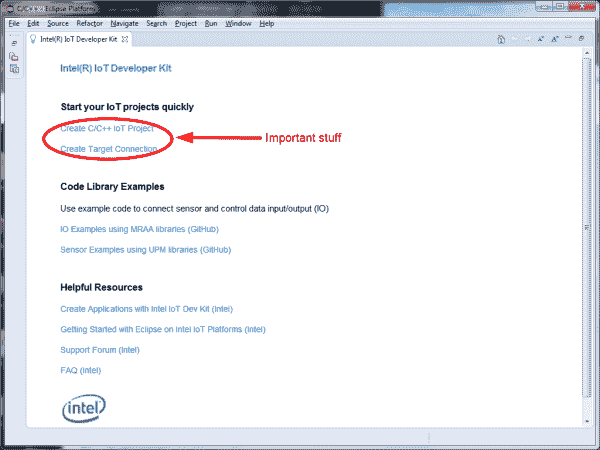 C/C++ - Eclipse Platform
File Edit Source Refactor Navigate Search Project Run Window Help
Intel(R) IoT Developer Kit
Intel(R) IoT Developer Kit
Start your IoT projects quickly
Create C/C++ IoT Project
Important stuff
Create Target Connection
Code Library Examples
Use example code to connect sensor and control data input/output (IO)
IO Examples using MRAA libraries (GitHub)
Sensor Examples using UPM libraries (GitHub)
Helpful Resources
Create Applications with Intel IoT Dev Kit (Intel)
Getting Started with Eclipse on Intel IoT Platforms (Intel)
Support Forum (Intel)
FAQ (Intel)
intel